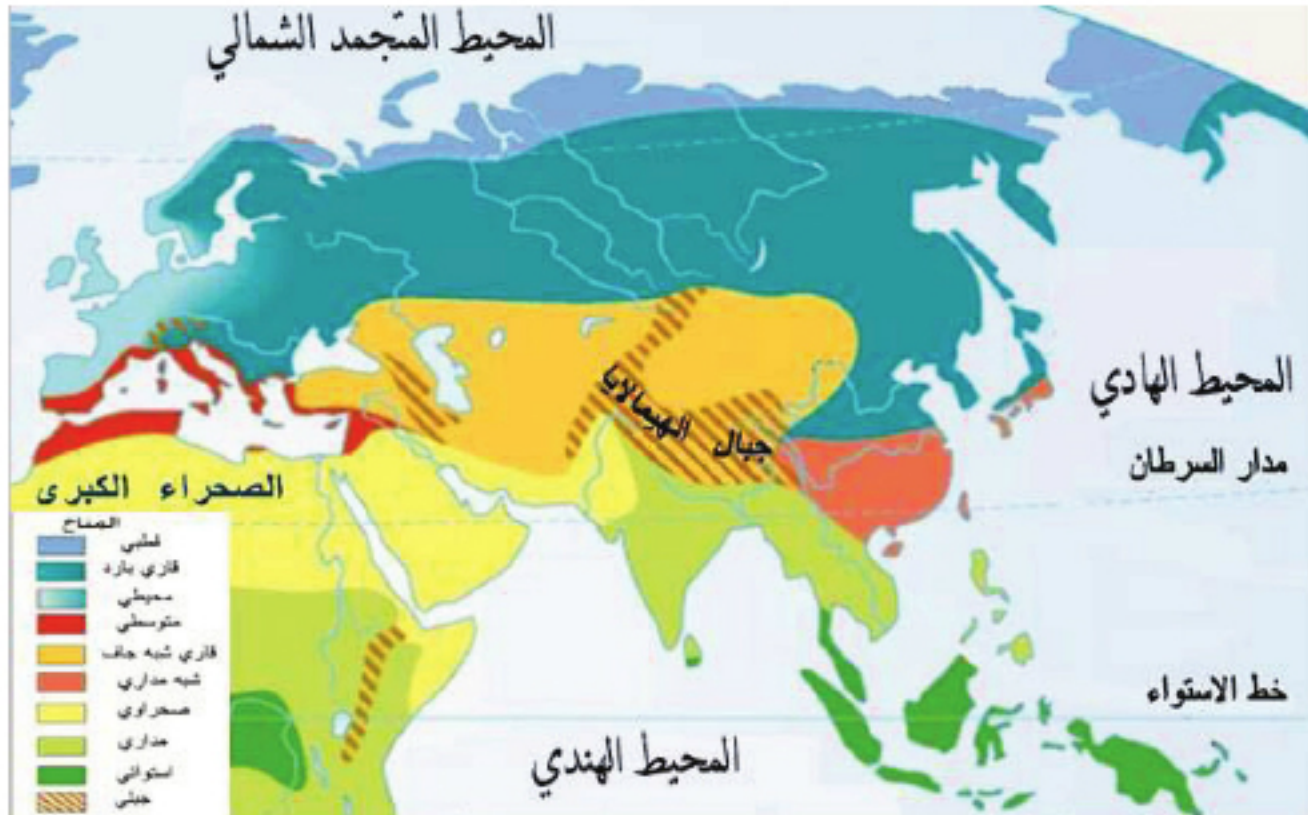 المحيط المتجمد الشمالي
المحيط الهادي
جبال الهيمالايا
مدار السرطان
الصحراء الكبرى
المناخ
قطبي
قاري بارد
محيطي
متوسطي
قاري شبه جاف
شبه مداري
صحراوي
مداري
استوائي
جبلي
خط الاستواء
المحيط الهندي